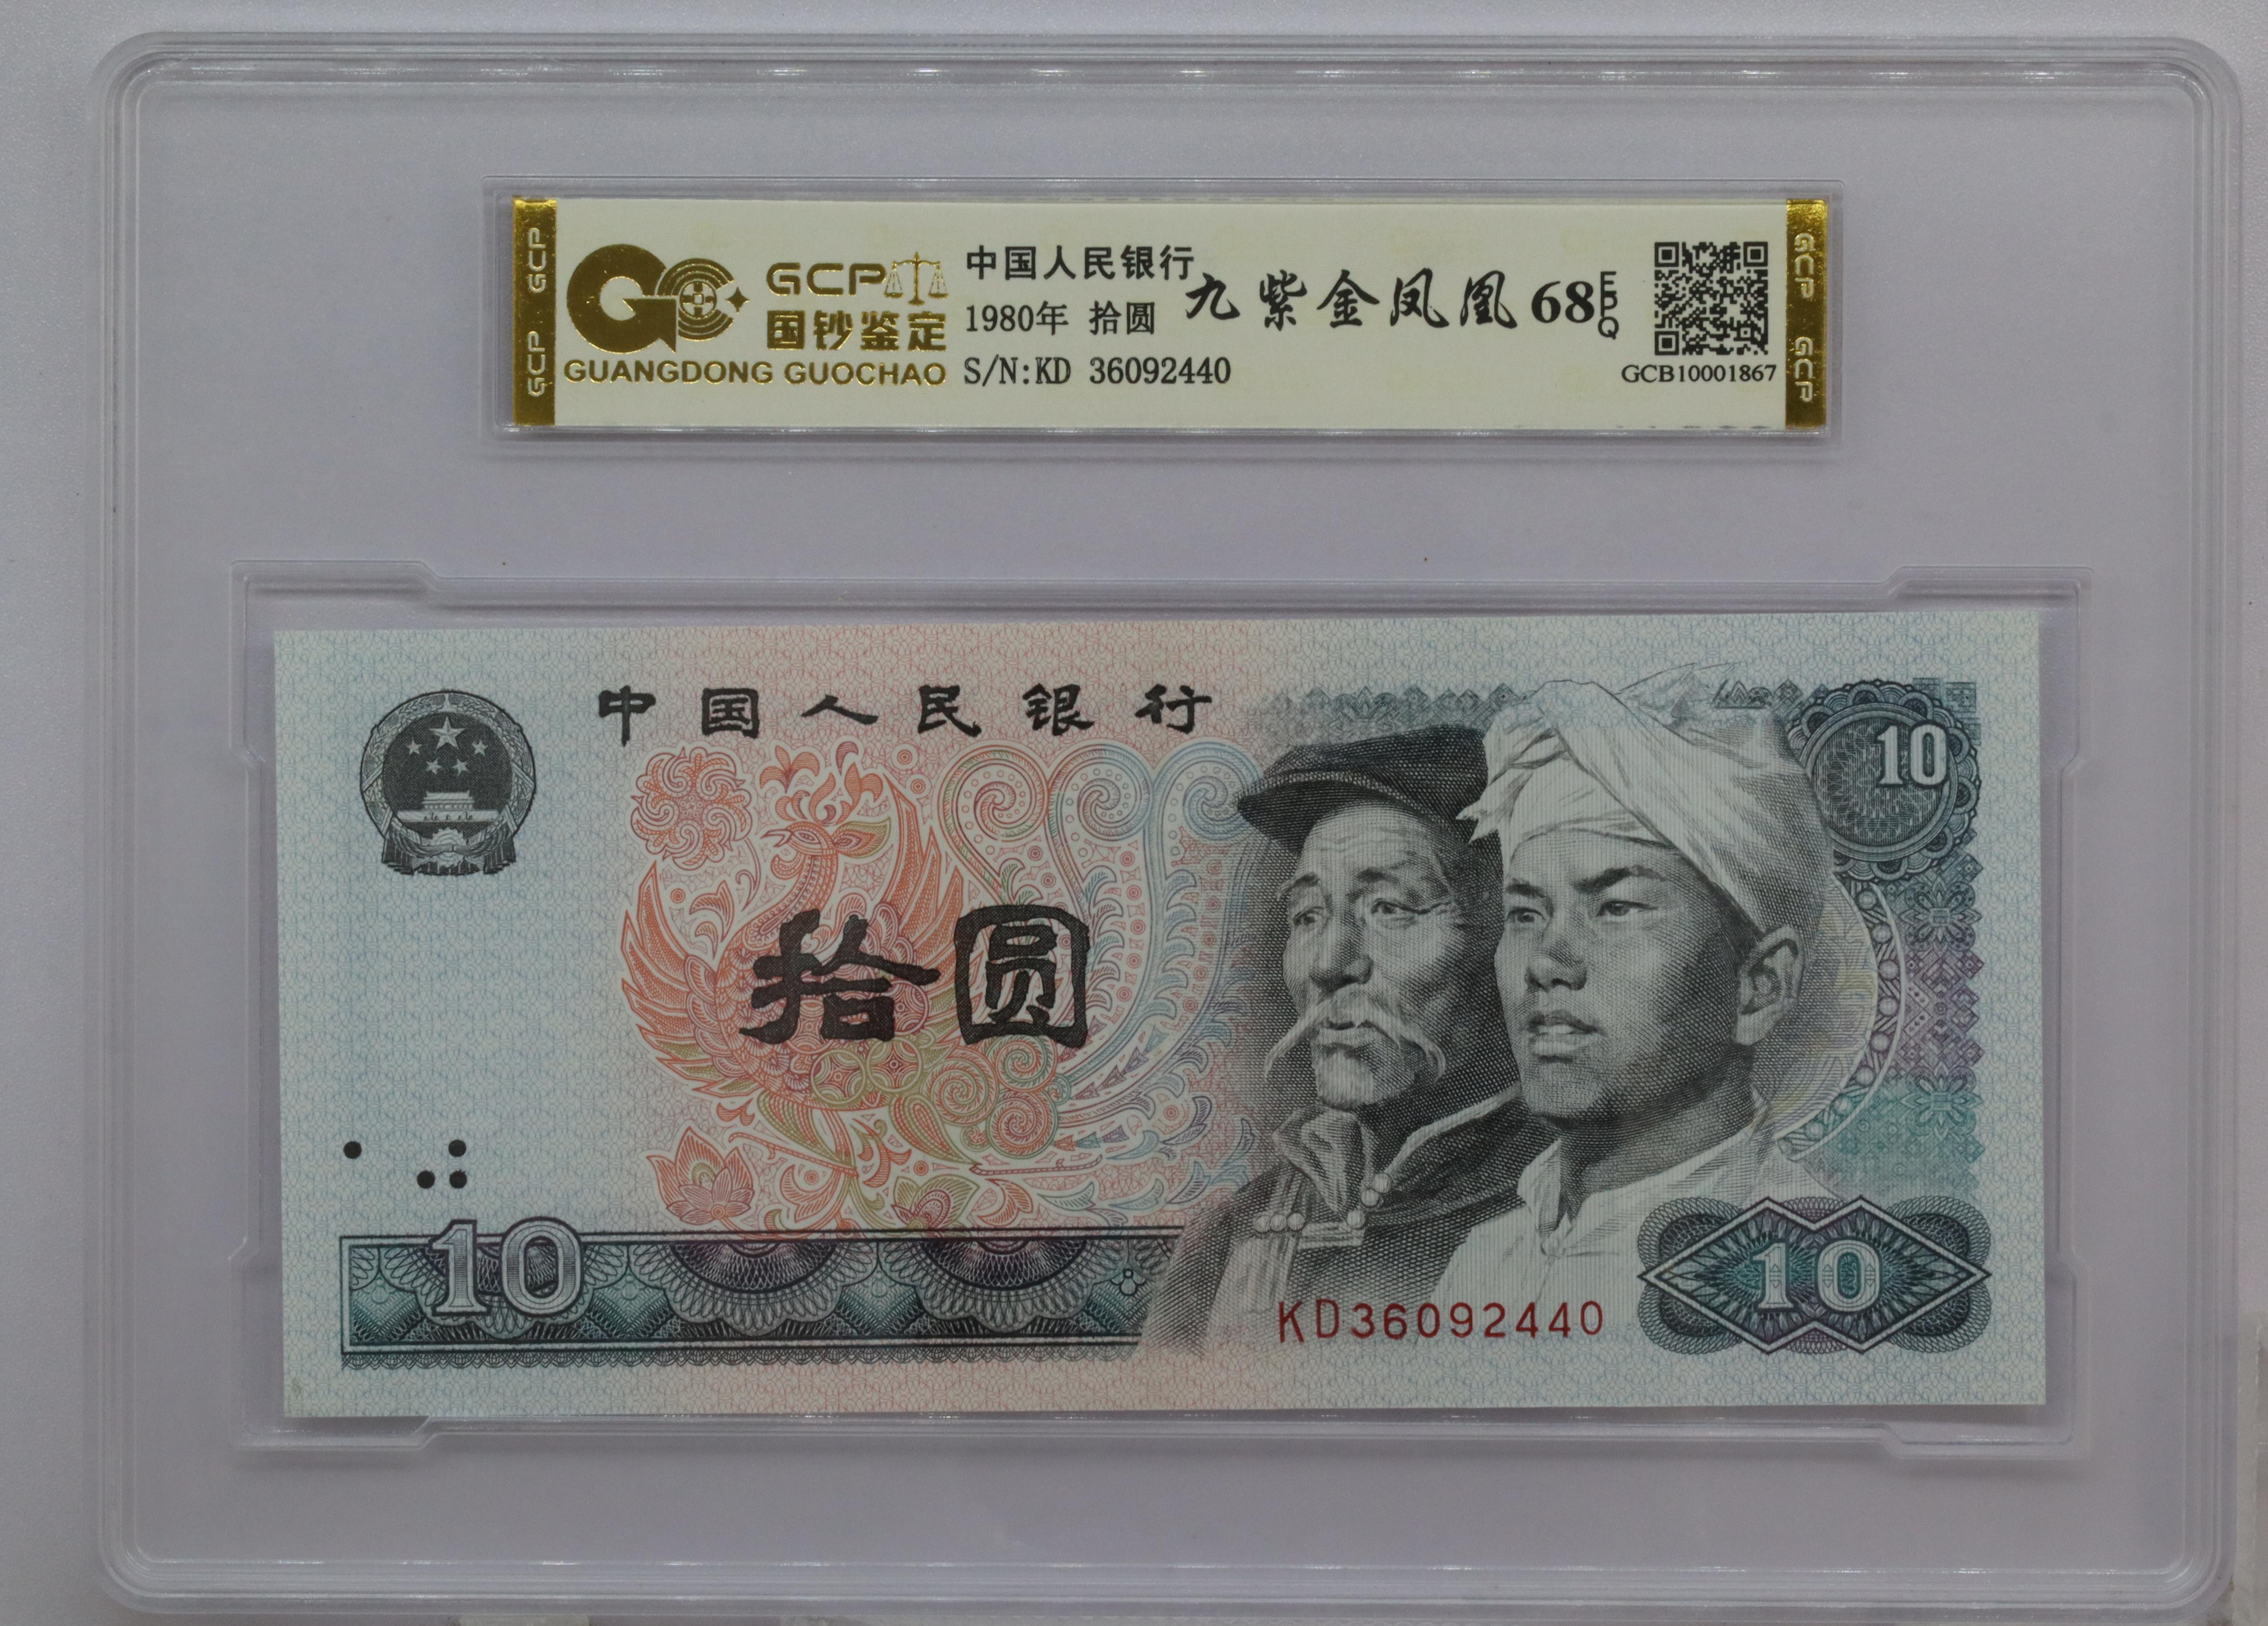 GCP GCP
GCP
国钞鉴定
GUANGDONG GUOCHAO
中国人民银行
1980年 拾圆
S/N:KD 36092440
九紫金凤凰 68 EPQ
GCB10001867
GCP GCP
中国人民银行
10
拾圆
10
KD36092440
10